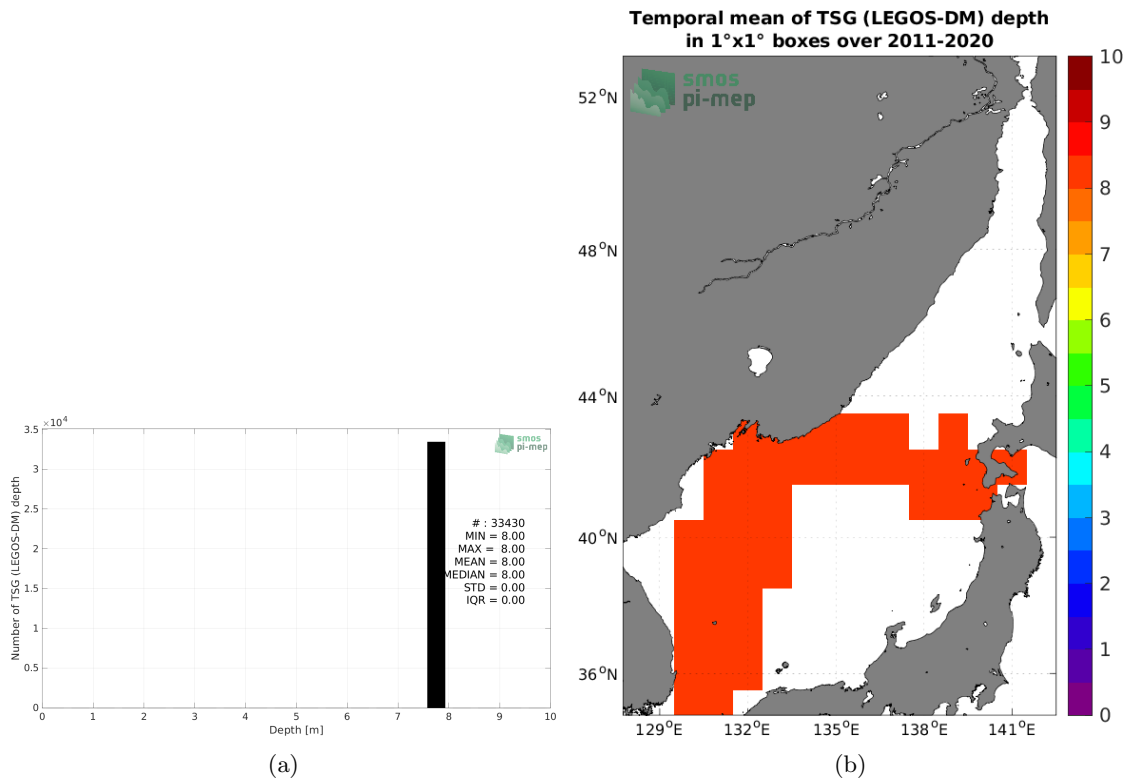 ×10⁴
3.5
3
2.5
2
1.5
1
0.5
0
Number of TSG (LEGOS-DM) depth
smos
pi-mep
# : 33430
MIN = 8.00
MAX = 8.00
MEAN = 8.00
MEDIAN = 8.00
STD = 0.00
IQR = 0.00
0 1 2 3 4 5 6 7 8 9 10
Depth [m]
(a)
Temporal mean of TSG (LEGOS-DM) depth
in 1°x1° boxes over 2011-2020
smos
pi-mep
52°N
48°N
44°N
40°N
36°N
129°E 132°E 135°E 138°E 141°E
10
9
8
7
6
5
4
3
2
1
0
(b)